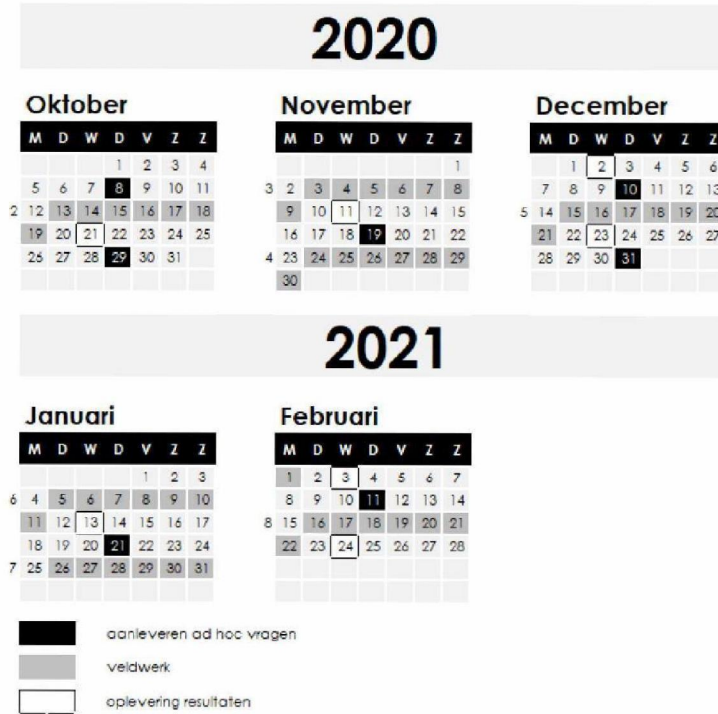 2020
Oktober November December
M D W D V Z Z M D W D V Z Z M D W D V Z Z
1 2 3 4 1 1 2 3 4 5 6
5 6 7 8 9 10 11 3 2 3 4 5 6 7 8 7 8 9 10 11 12 13
2 12 13 14 15 16 17 18 9 10 11 12 13 14 15 5 14 15 16 17 18 19 20
19 20 21 22 23 24 25 16 17 18 19 20 21 22 21 22 23 24 25 26 27
26 27 28 29 30 31 4 23 24 25 26 27 28 29 28 29 30 31
30
2021
Januari Februari
M D W D V Z Z M D W D V Z Z
1 2 3 1 2 3 4 5 6 7
6 4 5 6 7 8 9 10 8 9 10 11 12 13 14
11 12 13 14 15 16 17 8 15 16 17 18 19 20 21
18 19 20 21 22 23 24 22 23 24 25 26 27 28
7 25 26 27 28 29 30 31
aanleveren ad hoc vragen
veldwerk
oplevering resultaten